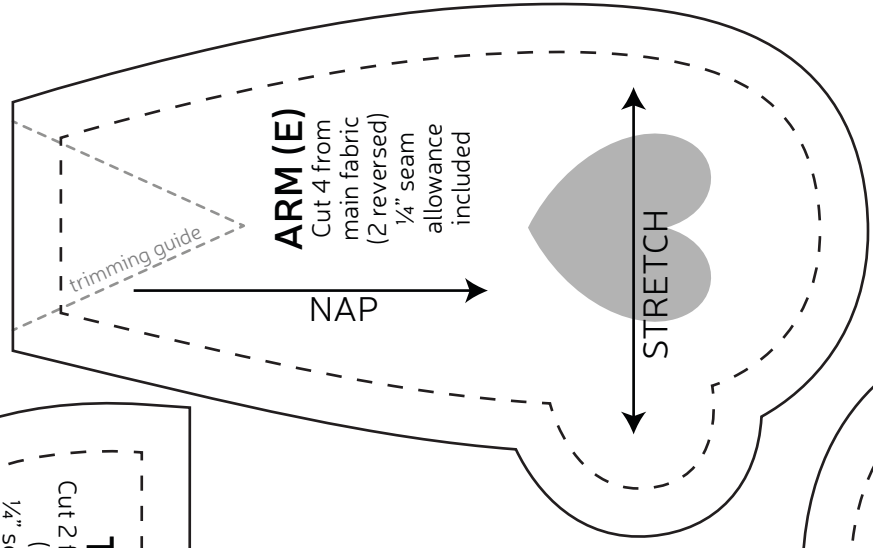 ARM (E)
Cut 4 from
main fabric
(2 reversed)
¼” seam
allowance
included
trimming guide
NAP
STRETCH
L
Cut 2
(
¼” s